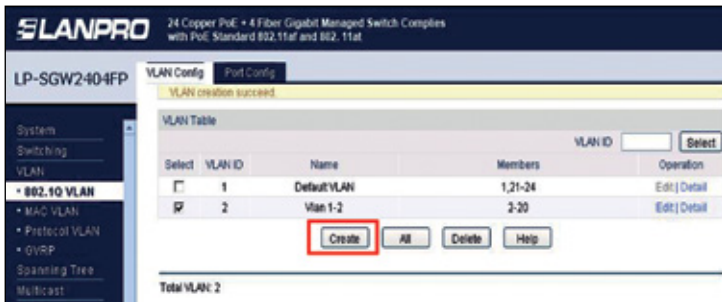 SLANPRO
24 Copper PoE + 4 Fiber Gigabit Managed Switch Complies
with PoE Standard 802.11af and 802. 11at
LP-SGW2404FP
VLAN Config Port Config
VLAN creation succeed.
VLAN Table
VLAN ID Select
Select VLAN ID Name Members Operation
1 Default VLAN 1,21-24 Edit | Detail
2 Vlan 1-2 2-20 Edit | Detail
Create All Delete Help
Total VLAN: 2
System
Switching
VLAN
• 802.1Q VLAN
• MAC VLAN
• Protocol VLAN
• GVRP
Spanning Tree
Multicast